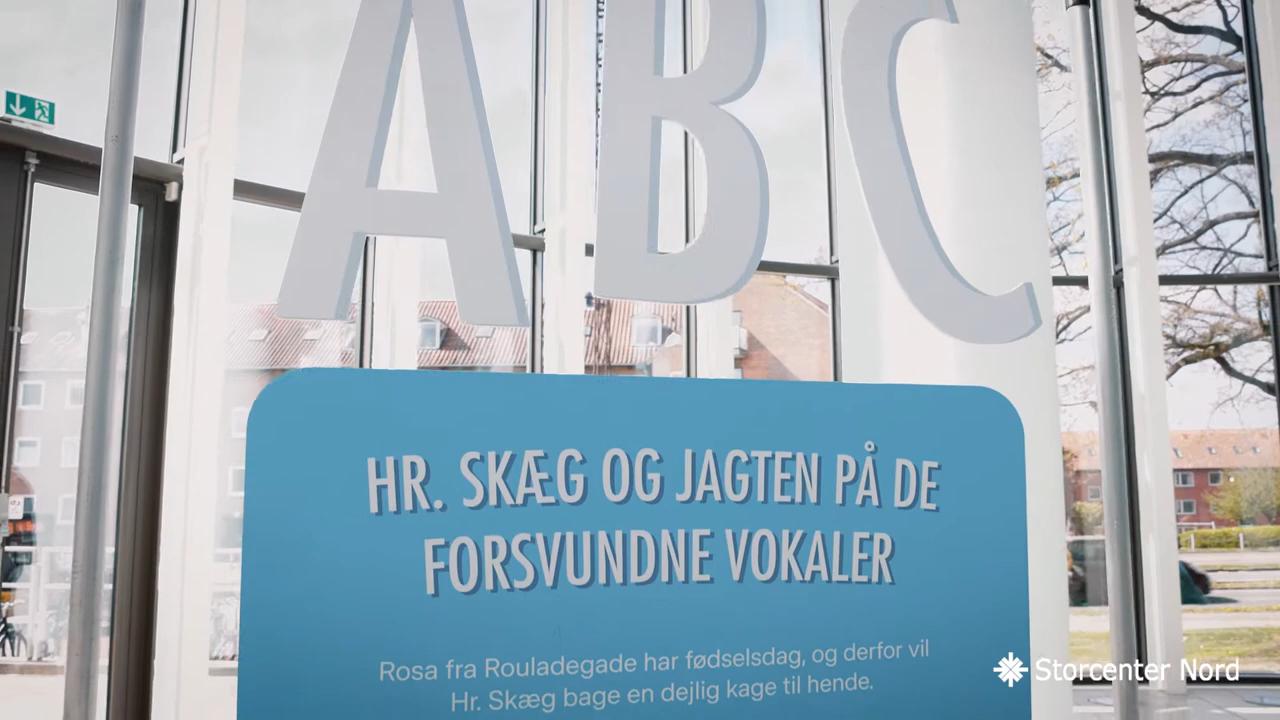 ABC
HR. SKÆG OG JAGTEN PÅ DE
FORSVUNDNE VOKALER
Rosa fra Rouladegade har fødselsdag, og derfor vil
Hr. Skæg bage en dejlig kage til hende.
Storcenter Nord